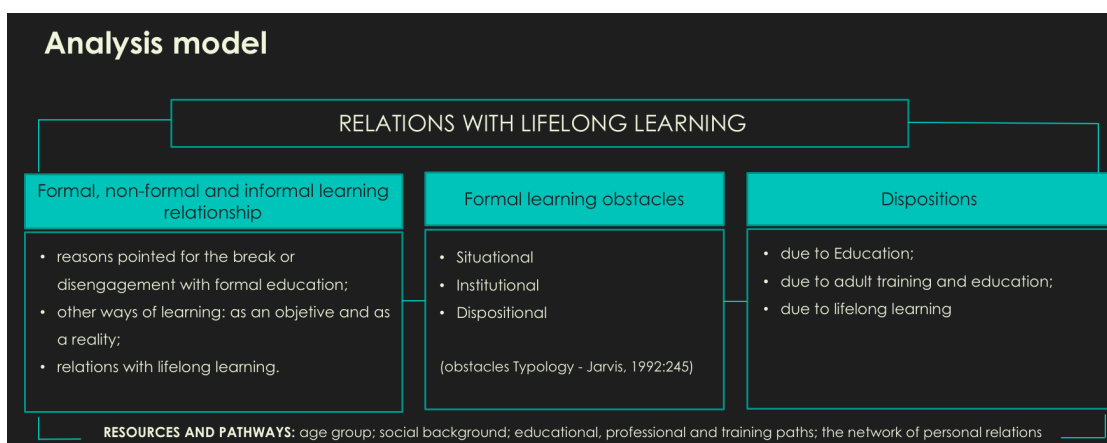 Analysis model
RELATIONS WITH LIFELONG LEARNING
Formal, non-formal and informal learning
relationship
• reasons pointed for the break or
disengagement with formal education;
• other ways of learning: as an objetive and as
a reality;
• relations with lifelong learning.
Formal learning obstacles
• Situational
• Institutional
• Dispositional
(obstacles Typology - Jarvis, 1992:245)
Dispositions
• due to Education;
• due to adult training and education;
• due to lifelong learning
RESOURCES AND PATHWAYS: age group; social background; educational, professional and training paths; the network of personal relations